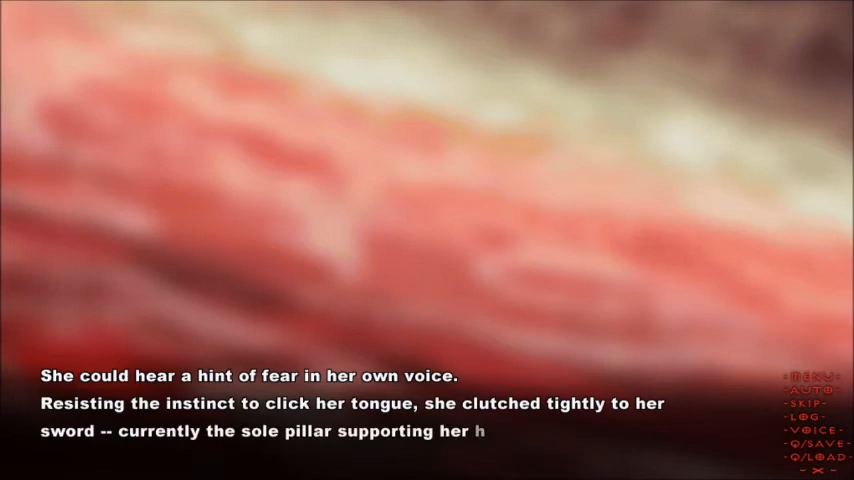 She could hear a hint of fear in her own voice.
Resisting the instinct to click her tongue, she clutched tightly to her
sword -- currently the sole pillar supporting her h
-MENU-
-AUTO-
-SKIP-
-LOG-
-VOICE-
-Q/SAVE-
-Q/LOAD-
-X-